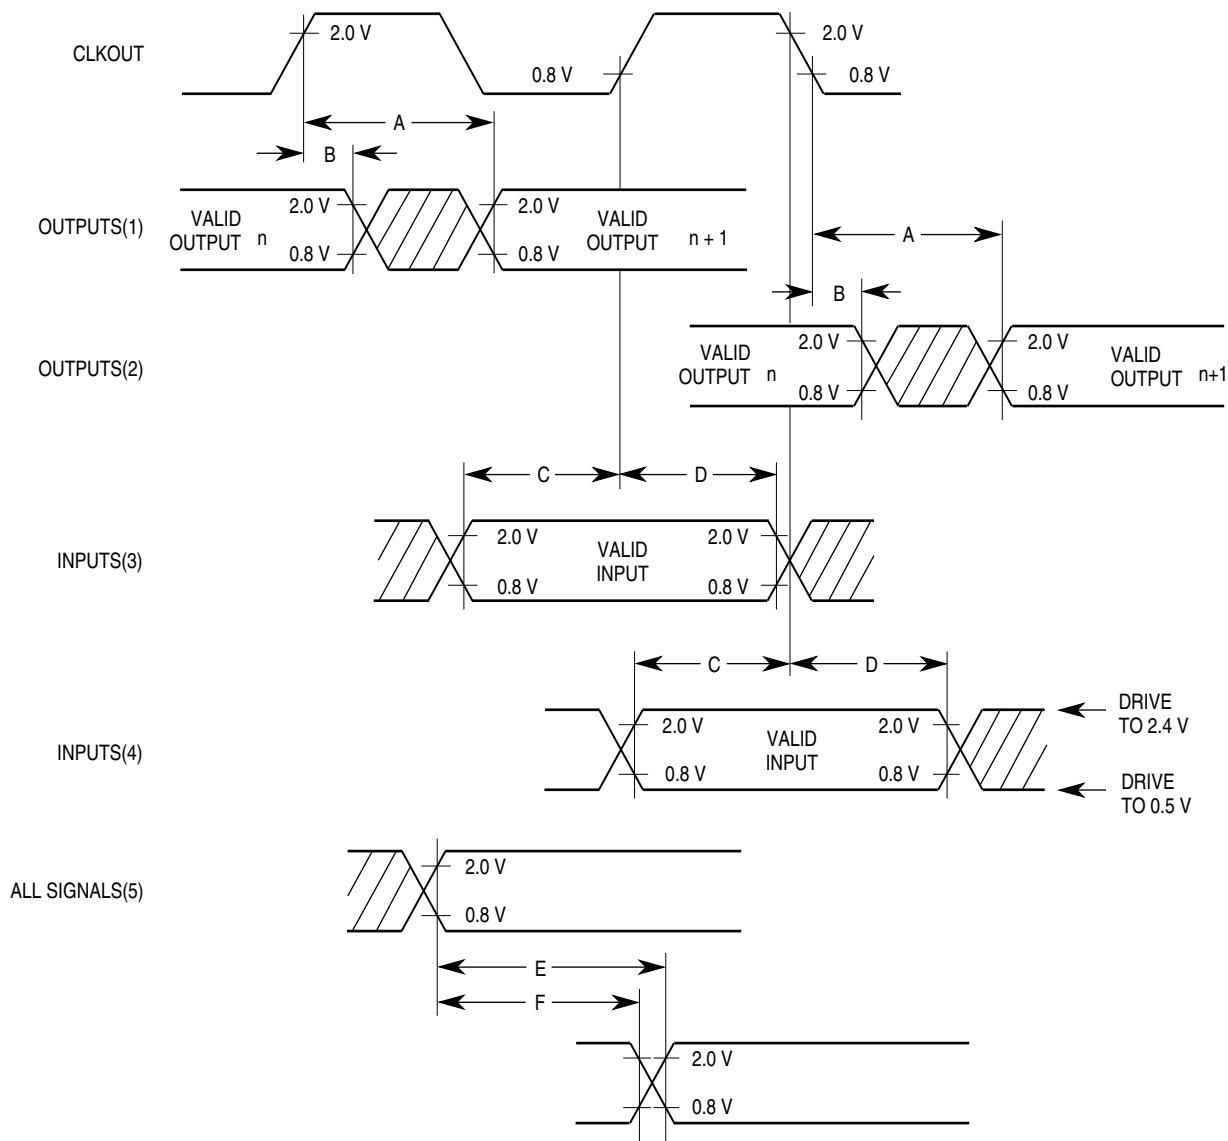 CLKOUT
2.0 V
0.8 V
2.0 V
0.8 V
A
B
OUTPUTS(1)
VALID
OUTPUT n
2.0 V
0.8 V
2.0 V
0.8 V
VALID
OUTPUT n + 1
A
B
OUTPUTS(2)
VALID
OUTPUT n
2.0 V
0.8 V
2.0 V
0.8 V
VALID
OUTPUT n+1
C
D
INPUTS(3)
2.0 V
0.8 V
VALID
INPUT
2.0 V
0.8 V
C
D
INPUTS(4)
2.0 V
0.8 V
VALID
INPUT
2.0 V
0.8 V
DRIVE
TO 2.4 V
DRIVE
TO 0.5 V
ALL SIGNALS(5)
2.0 V
0.8 V
E
F
2.0 V
0.8 V